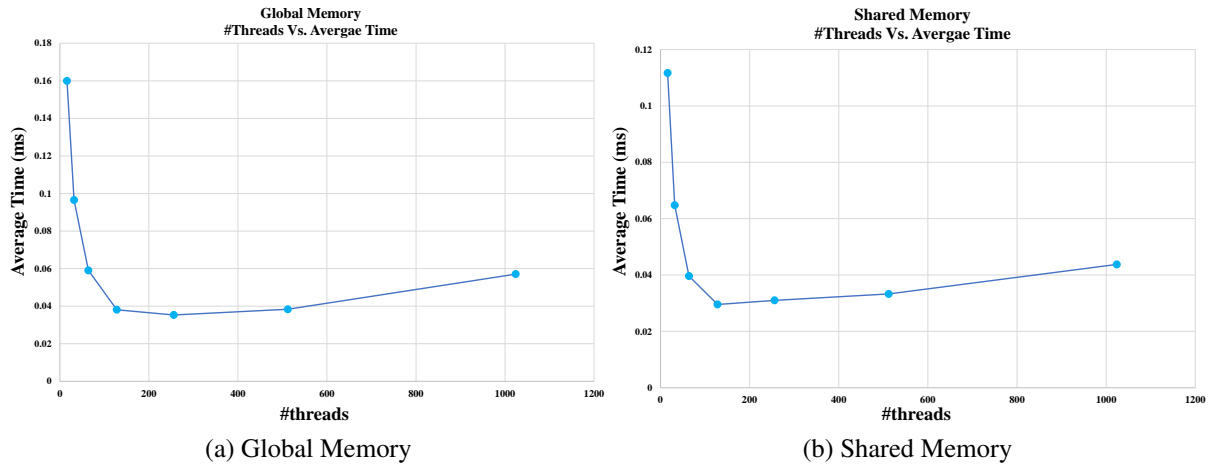 Global Memory
#Threads Vs. Avergae Time
0.18
0.16
0.14
0.12
0.1
0.08
0.06
0.04
0.02
0
Average Time (ms)
0 200 400 600 800 1000 1200
#threads
(a) Global Memory
Shared Memory
#Threads Vs. Avergae Time
0.12
0.1
0.08
0.06
0.04
0.02
0
Average Time (ms)
0 200 400 600 800 1000 1200
#threads
(b) Shared Memory